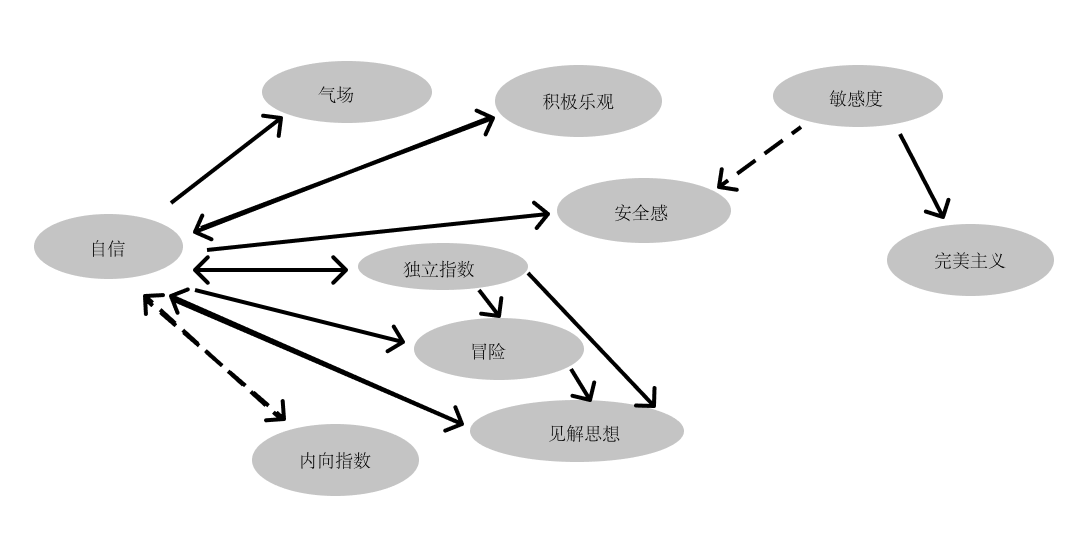 气场
积极乐观
敏感度
安全感
自信
独立指数
完美主义
冒险
见解思想
内向指数